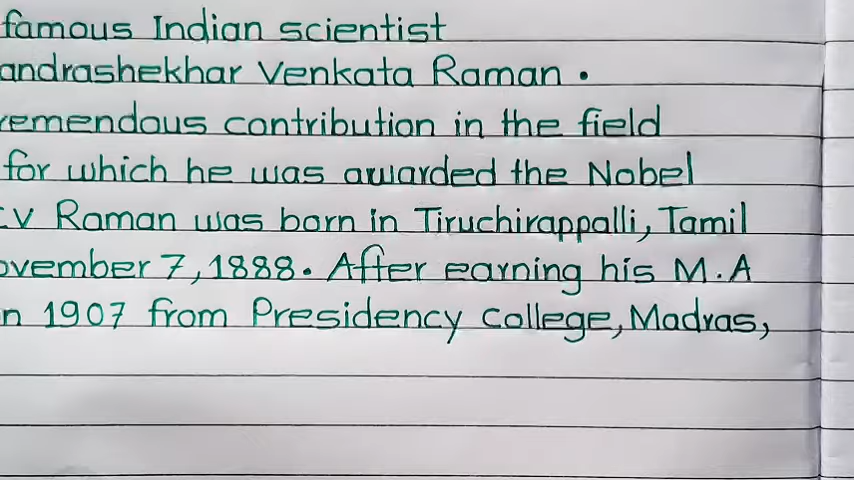 famous Indian scientist
andrashekhar Venkata Raman .
remendous contribution in the field
for which he was awarded the Nobel
.V Raman was born in Tiruchirappalli, Tamil
ovember 7, 1888. After earning his M.A
n 1907 from Presidency College, Madras,